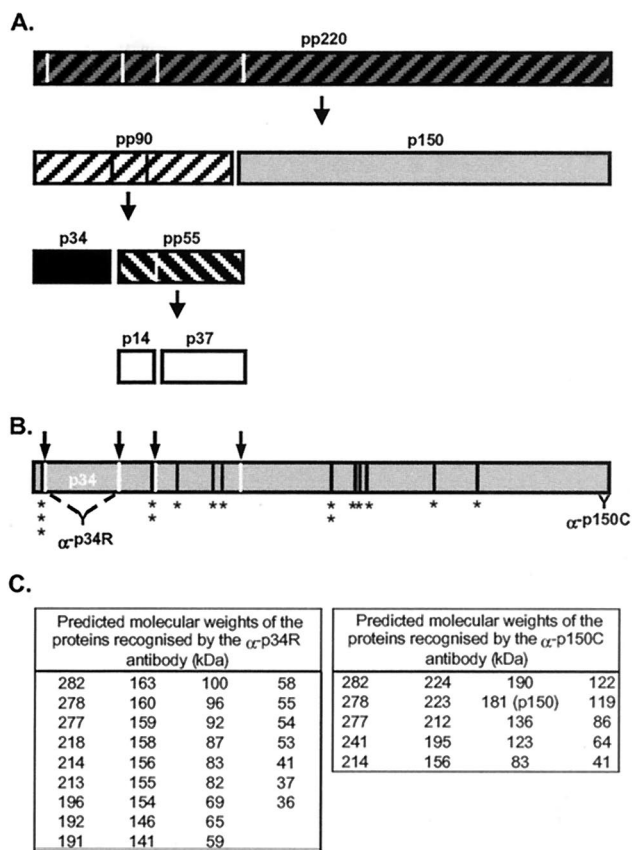 A.
pp220
pp90 p150
p34 pp55
p14 p37
B.
p34
* * * * * * * * * * * * * * *
α-p34R
α-p150C
C.
Predicted molecular weights of the
proteins recognised by the α-p34R
antibody (kDa)
282 163 100 58
278 160 96 55
277 159 92 54
218 158 87 53
214 156 83 41
213 155 82 37
196 154 69 36
192 146 65
191 141 59
Predicted molecular weights of the
proteins recognised by the α-p150C
antibody (kDa)
282 224 190 122
278 223 181 (p150) 119
277 212 136 86
241 195 123 64
214 156 83 41